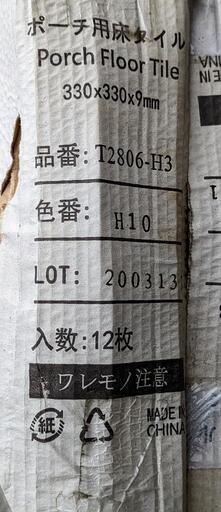 ポーチ用床タイル
Porch Floor Tile
330x330x9mm
品番: T2806-H3
色番: H10
LOT: 200313
入数:12枚
ワレモノ注意
紙
MADE IN
CHINA